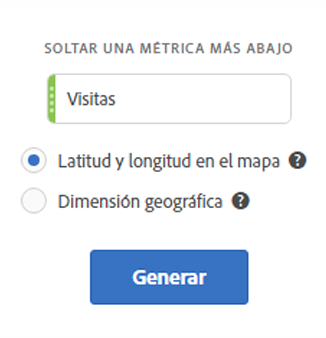 SOLTAR UNA MÉTRICA MÁS ABAJO
Visitas
Latitud y longitud en el mapa ?
Dimensión geográfica ?
Generar